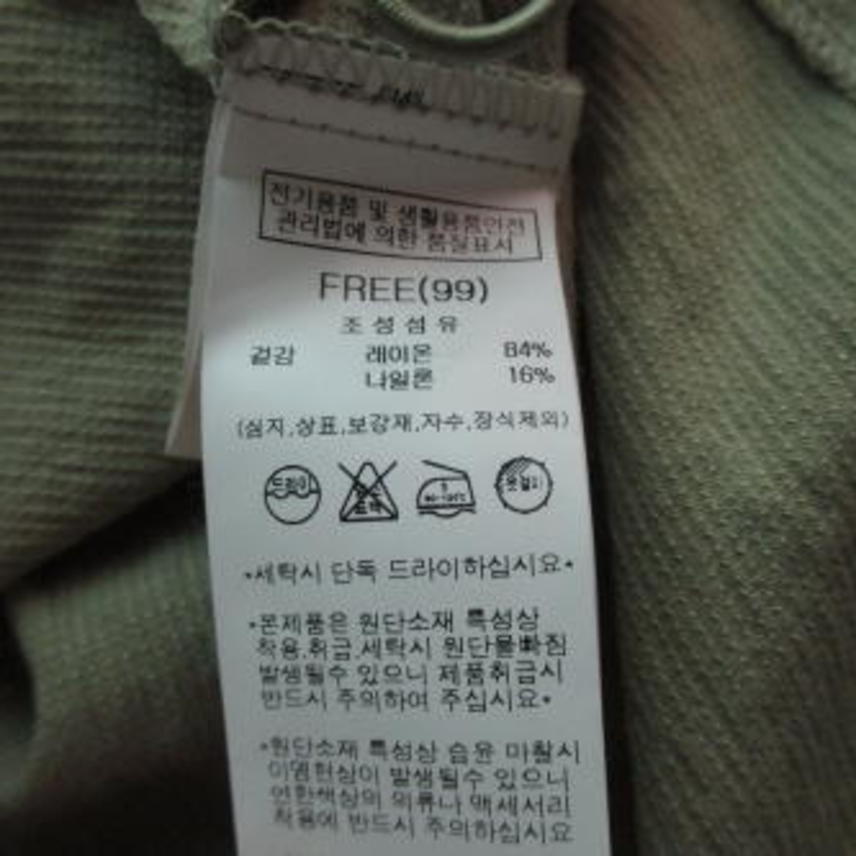 전기용품 및 생활용품안전
관리법에 의한 품질표시
FREE(99)
조성섬유
겉감 레이온 84%
나일론 16%
(심지,상표,보강재,자수,장식제외)
드라이 옷걸이
*세탁시 단독 드라이하십시요*
*본제품은 원단소재 특성상
착용,취급,세탁시 원단물빠짐
발생될수 있으니 제품취급시
반드시 주의하여 주십시요*
*원단소재 특성상 습윤 마찰시
이염현상이 발생될수 있으니
연한색상의 의류나 액세서리
착용에 반드시 주의하십시요